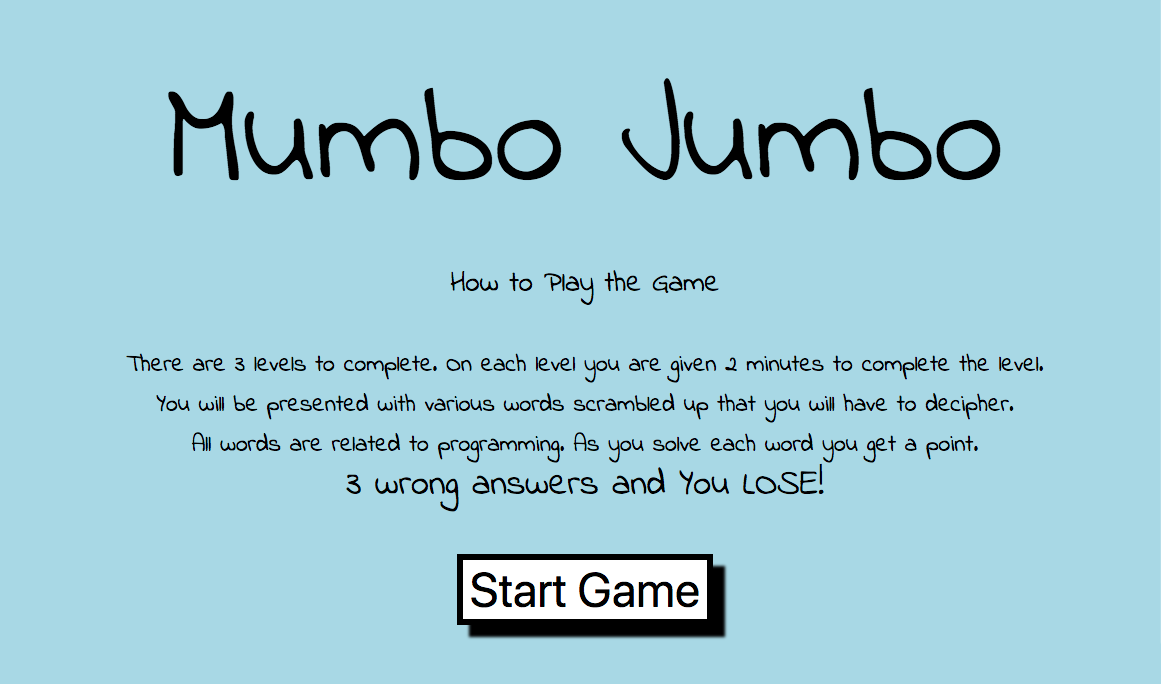 Mumbo Jumbo
How to Play the Game
There are 3 levels to complete. On each level you are given 2 minutes to complete the level.
You will be presented with various words scrambled up that you will have to decipher.
All words are related to programming. As you solve each word you get a point.
3 wrong answers and You LOSE!
Start Game